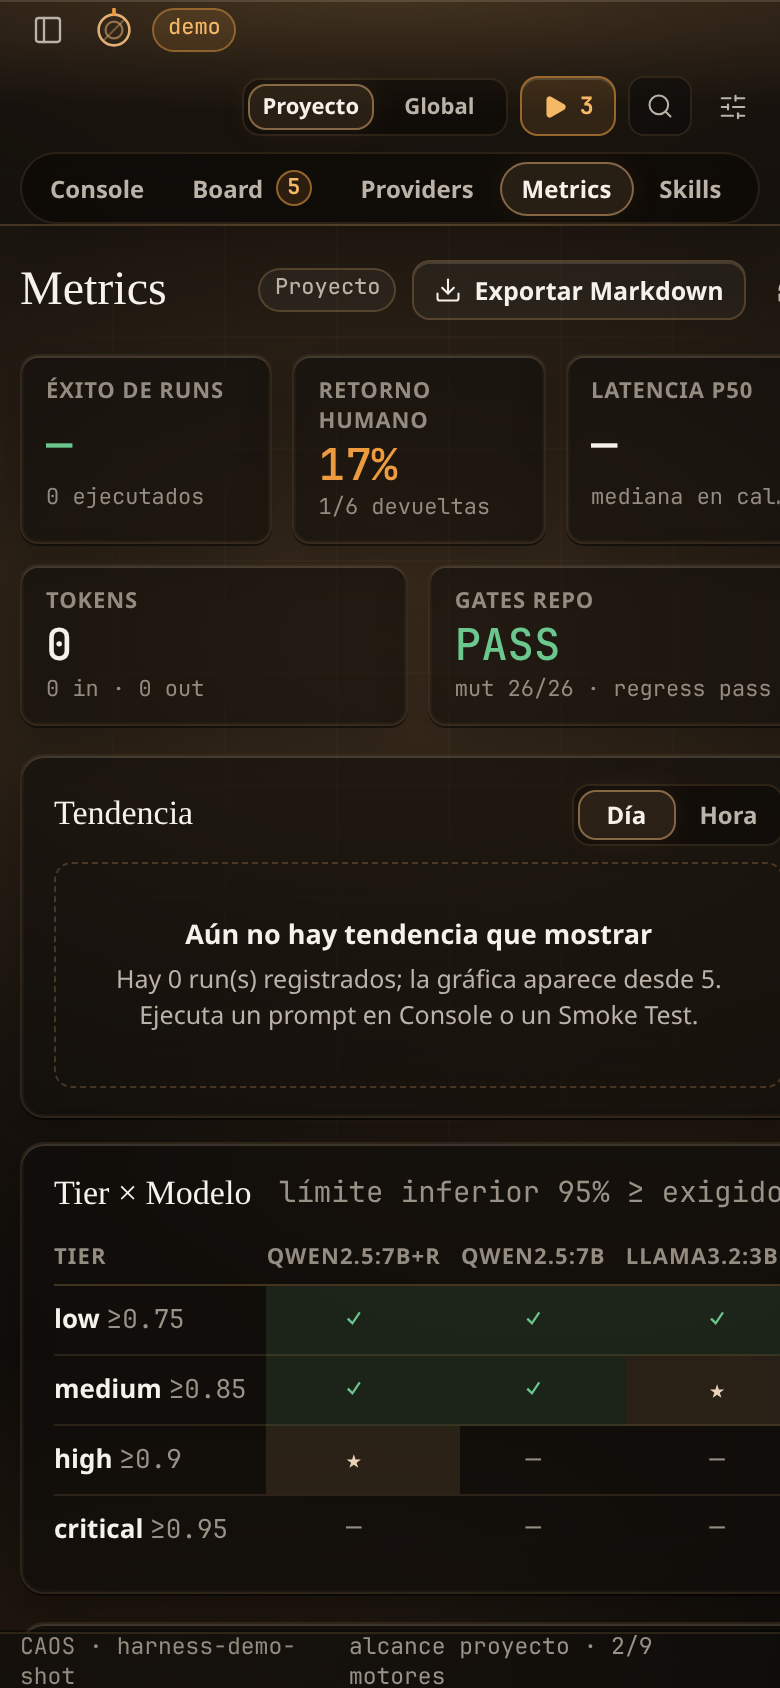 demo
Proyecto Global 3
Console Board 5 Providers Metrics Skills
Metrics Proyecto Exportar Markdown
ÉXITO DE RUNS
—
0 ejecutados
RETORNO
HUMANO
17%
1/6 devueltas
LATENCIA P50
—
mediana en cal…
TOKENS
0
0 in · 0 out
GATES REPO
PASS
mut 26/26 · regress pass
Tendencia Día Hora
Aún no hay tendencia que mostrar
Hay 0 run(s) registrados; la gráfica aparece desde 5.
Ejecuta un prompt en Console o un Smoke Test.
Tier × Modelo límite inferior 95% ≥ exigido
TIER QWEN2.5:7B+R QWEN2.5:7B LLAMA3.2:3B
low ≥0.75 ✓ ✓ ✓
medium ≥0.85 ✓ ✓ ★
high ≥0.9 ★ — —
critical ≥0.95 — — —
CAOS · harness-demo-
shot
alcance proyecto · 2/9
motores